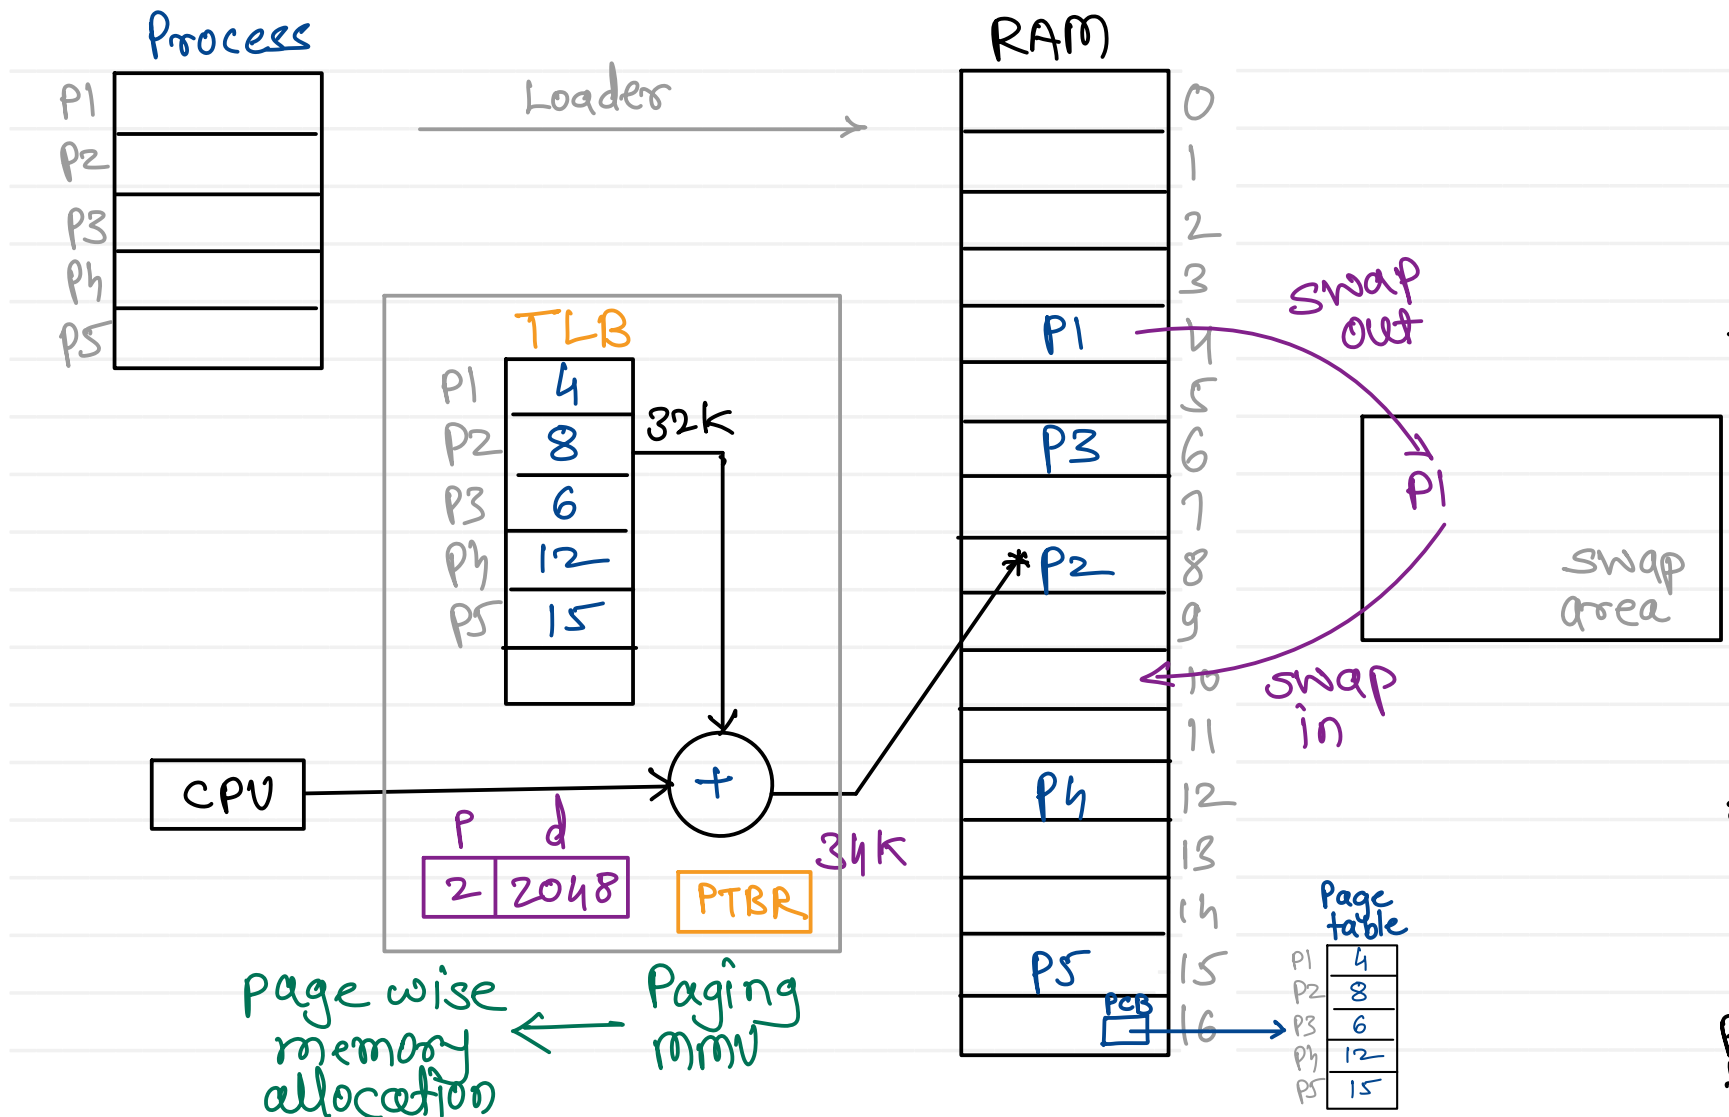 Process
P1
P2
P3
P4
P5
Loader
RAM
0
1
2
3
4
5
6
7
8
9
10
11
12
13
14
15
16
P1
P3
P2
P4
P5
PCB
swap
out
P1
swap
area
swap
in
TLB
P1 4
P2 8
P3 6
P4 12
P5 15
32K
CPU
+
P d
2 2048
34K
PTBR
Paging
MMU
page wise
memory
allocation
Page
table
P1 4
P2 8
P3 6
P4 12
P5 15